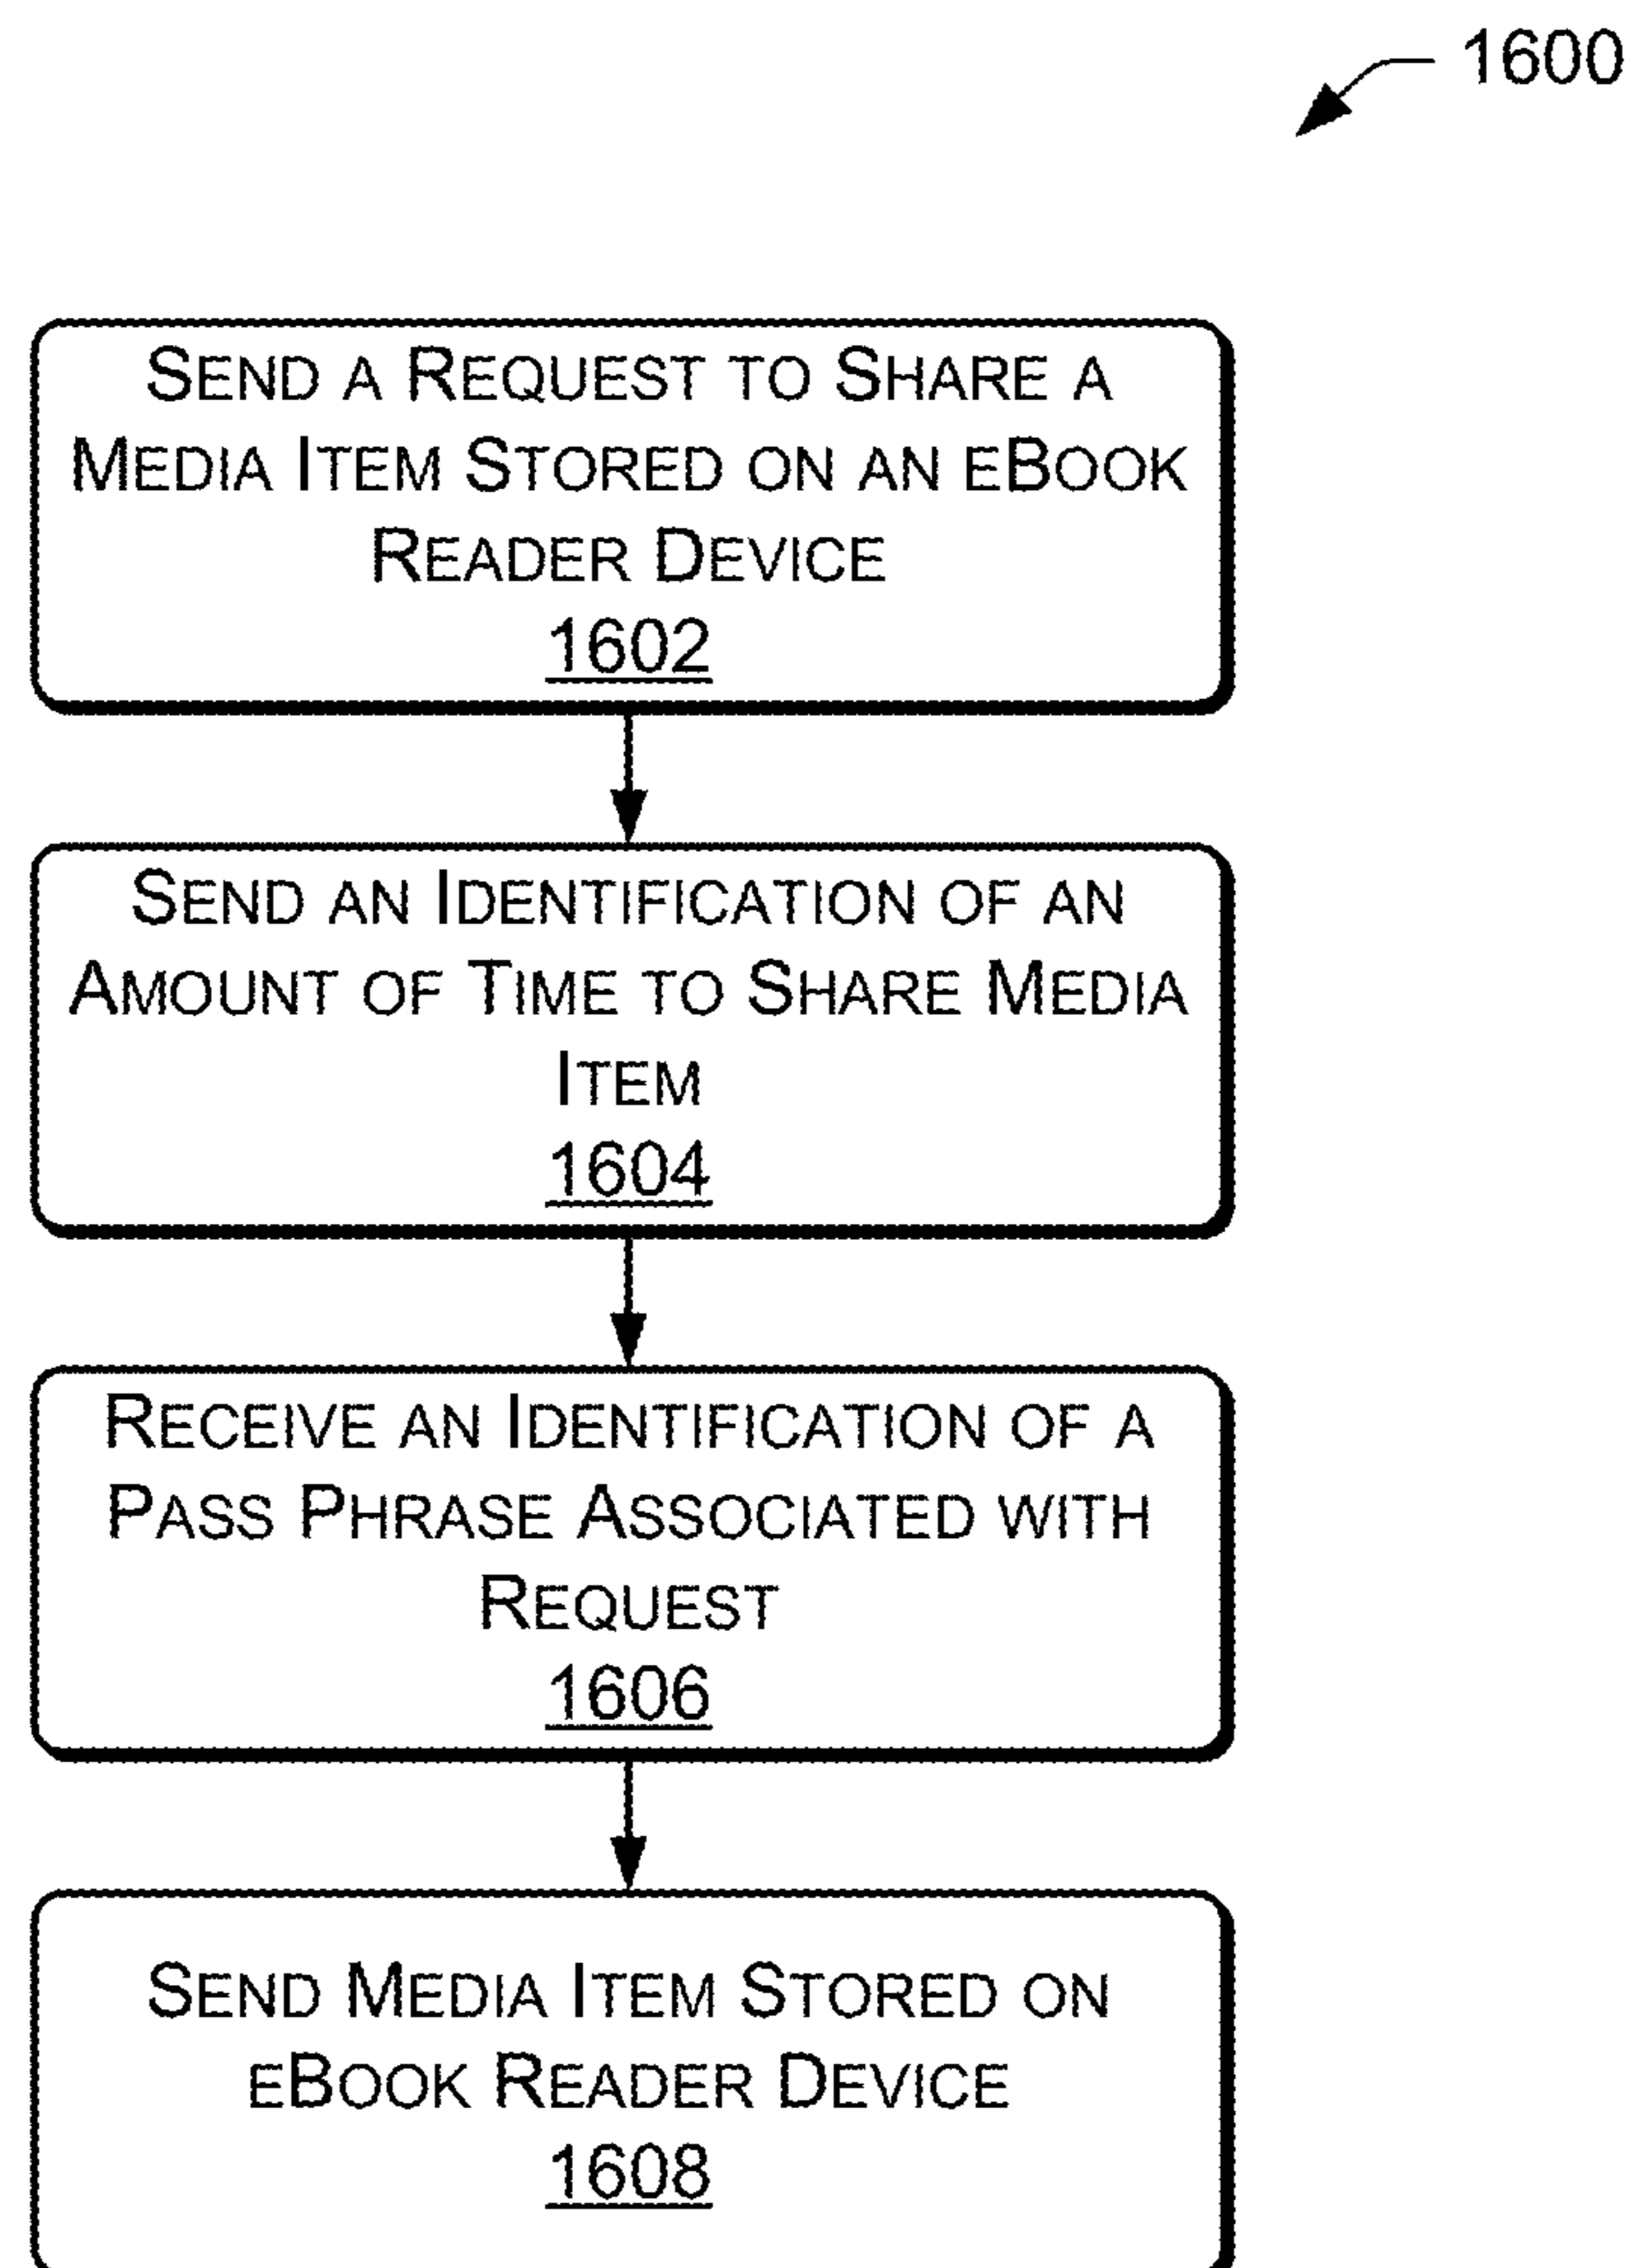 1600
SEND A REQUEST TO SHARE A
MEDIA ITEM STORED ON AN EBOOK
READER DEVICE
1602
SEND AN IDENTIFICATION OF AN
AMOUNT OF TIME TO SHARE MEDIA
ITEM
1604
RECEIVE AN IDENTIFICATION OF A
PASS PHRASE ASSOCIATED WITH
REQUEST
1606
SEND MEDIA ITEM STORED ON
EBOOK READER DEVICE
1608